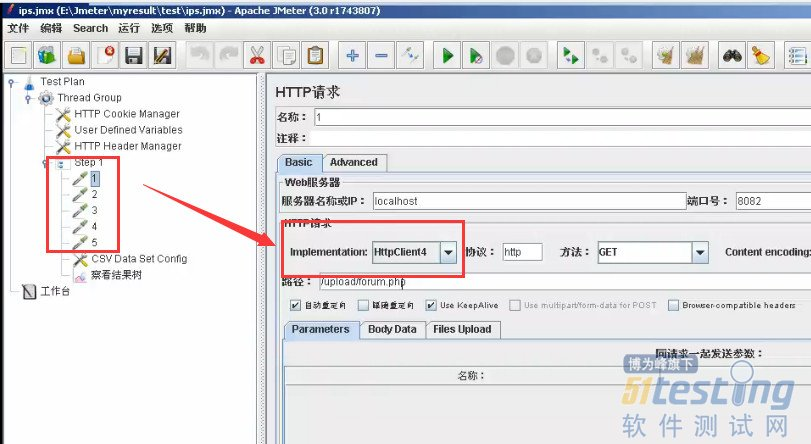 ips.jmx (E:\Jmeter\myresult\test\ips.jmx) - Apache JMeter (3.0 r1743807)
文件 编辑 Search 运行 选项 帮助
Test Plan
Thread Group
HTTP Cookie Manager
User Defined Variables
HTTP Header Manager
Step 1
1
2
3
4
5
CSV Data Set Config
察看结果树
工作台
HTTP请求
名称： 1
注释：
Basic Advanced
Web服务器
服务器名称或IP： localhost 端口号： 8082
HTTP请求
Implementation: HttpClient4 协议： http 方法： GET Content encoding:
路径： /upload/forum.php
自动重定向 跟随重定向 Use KeepAlive Use multipart/form-data for POST Browser-compatible headers
Parameters Body Data Files Upload
同请求一起发送参数：
名称：
博为峰旗下
51testing
软件测试网